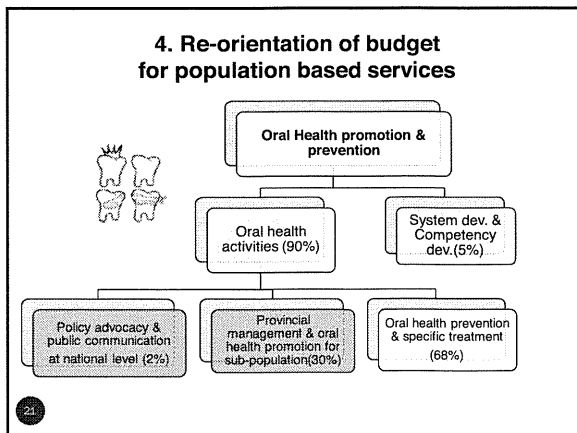 4. Re-orientation of budget
for population based services
Oral Health promotion &
prevention
Oral health
activities (90%)
System dev. &
Competency
dev.(5%)
Policy advocacy &
public communication
at national level (2%)
Provincial
management & oral
health promotion for
sub-population(30%)
Oral health prevention
& specific treatment
(68%)
21